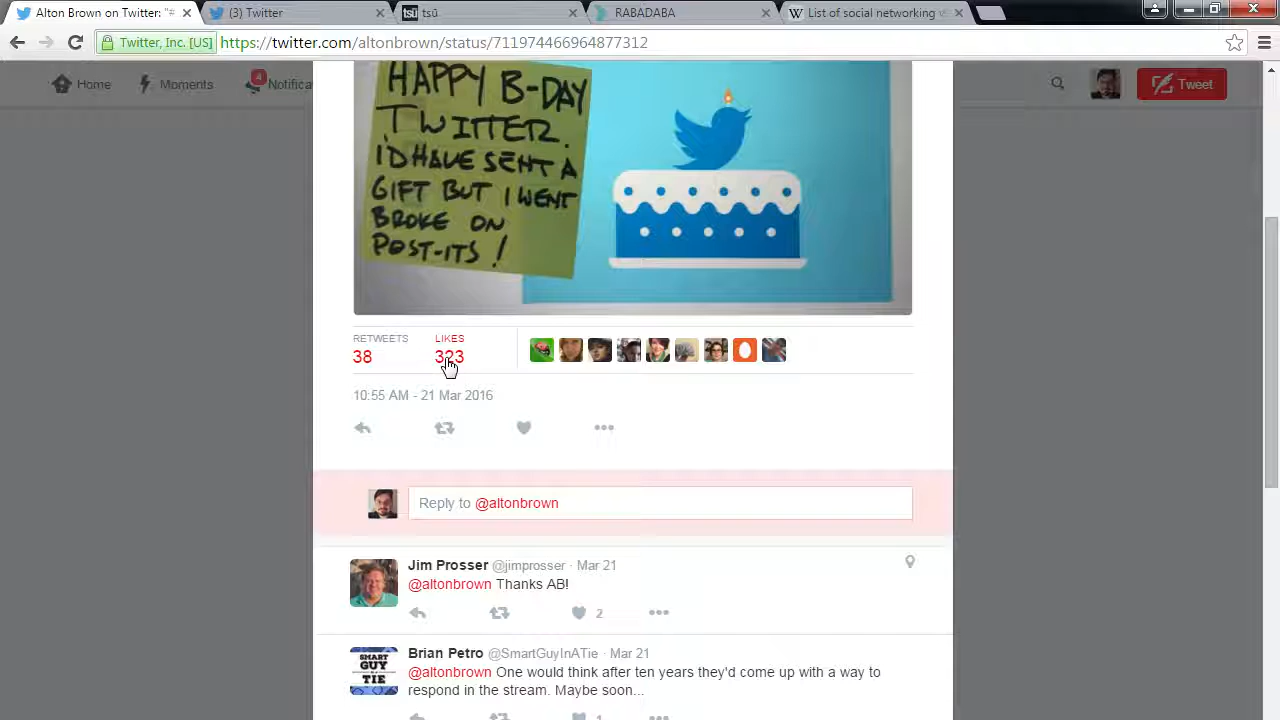 Alton Brown on Twitter: "#
(3) Twitter
tsū
tsū
RABADABA
W
List of social networking
Twitter, Inc. [US]
https://twitter.com/altonbrown/status/711974466964877312
Home
Moments
4
Notifica
Tweet
HAPPY B-DAY
TWITTER.
I'D HAVE SENT A
GIFT BUT I WENT
BROKE ON
POST-ITS!
RETWEETS
38
LIKES
323
10:55 AM - 21 Mar 2016
Reply to @altonbrown
Jim Prosser @jimprosser · Mar 21
@altonbrown Thanks AB!
2
SMART
GUY
TIE
Brian Petro @SmartGuyInATie · Mar 21
@altonbrown One would think after ten years they'd come up with a way to
respond in the stream. Maybe soon...
1